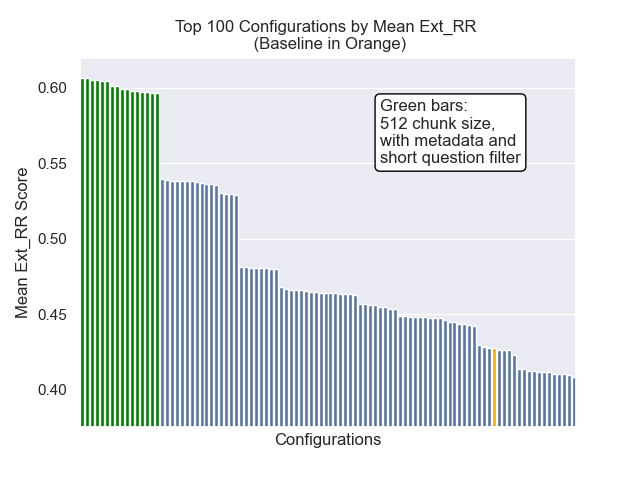 Top 100 Configurations by Mean Ext_RR
(Baseline in Orange)
Green bars:
512 chunk size,
with metadata and
short question filter
Mean Ext_RR Score
0.60
0.55
0.50
0.45
0.40
Configurations